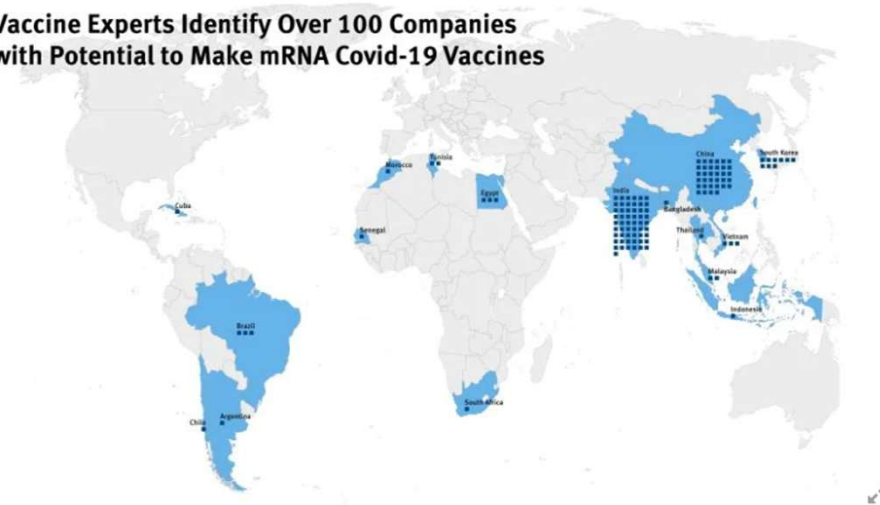 Vaccine Experts Identify Over 100 Companies
with Potential to Make mRNA Covid-19 Vaccines
China
South Korea
Tunisia
Morocco
India
Egypt
Cuba
Bangladesh
Senegal
Thailand
Vietnam
Malaysia
Indonesia
Brazil
South Africa
Argentina
Chile